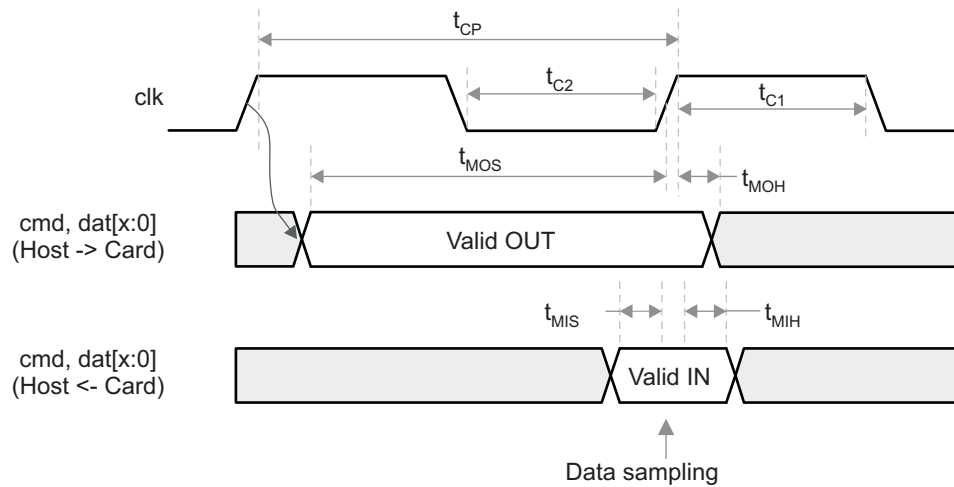 tCP
clk
tC2
tC1
tMOS
tMOH
cmd, dat[x:0]
(Host -> Card)
Valid OUT
tMIS
tMIH
cmd, dat[x:0]
(Host <- Card)
Valid IN
Data sampling